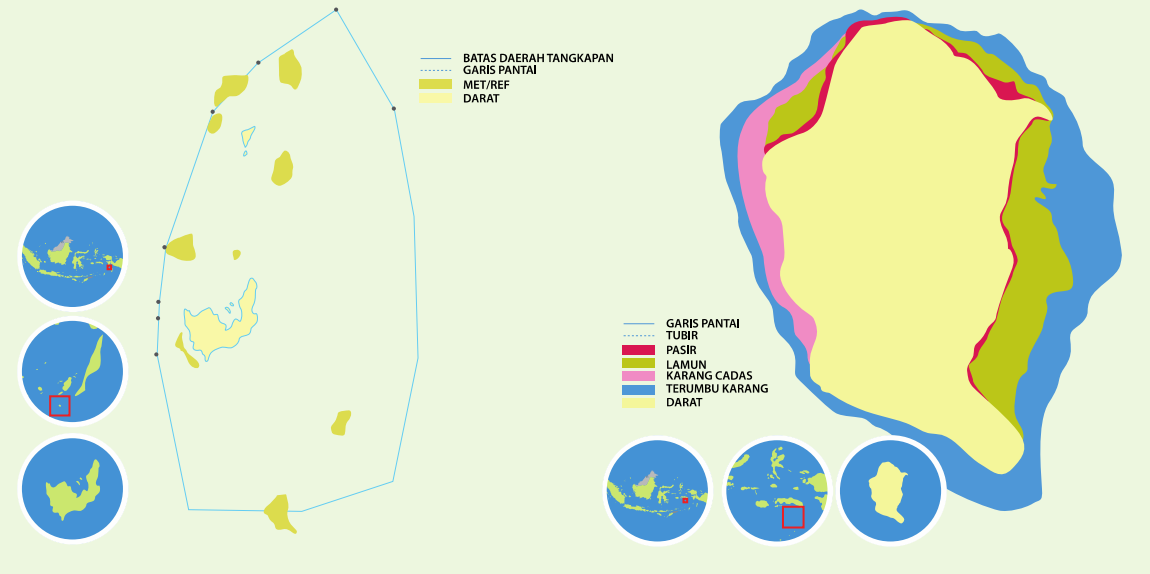 BATAS DAERAH TANGKAPAN
GARIS PANTAI
MET/REF
DARAT
GARIS PANTAI
TUBIR
PASIR
LAMUN
KARANG CADAS
TERUMBU KARANG
DARAT